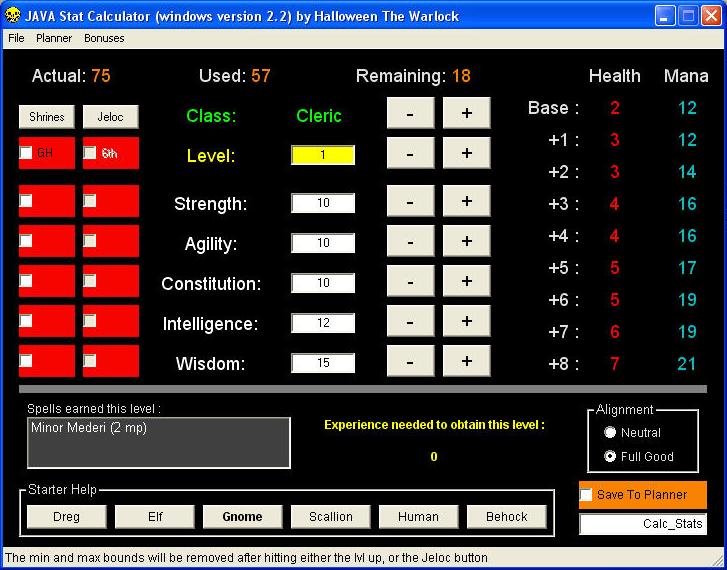 JAVA Stat Calculator (windows version 2.2) by Halloween The Warlock
File Planner Bonuses
Actual: 75 Used: 57 Remaining: 18 Health Mana
Shrines Jeloc Class: Cleric - + Base : 2 12
GH 6th Level: 1 - + +1 : 3 12
+2 : 3 14
Strength: 10 - + +3 : 4 16
Agility: 10 - + +4 : 4 16
Constitution: 10 - + +5 : 5 17
Intelligence: 12 - + +6 : 5 19
+7 : 6 19
Wisdom: 15 - + +8 : 7 21
Spells earned this level :
Minor Mederi (2 mp)
Experience needed to obtain this level :
0
Alignment
Neutral
Full Good
Starter Help
Dreg Elf Gnome Scallion Human Behock
Save To Planner
Calc_Stats
The min and max bounds will be removed after hitting either the lvl up, or the Jeloc button